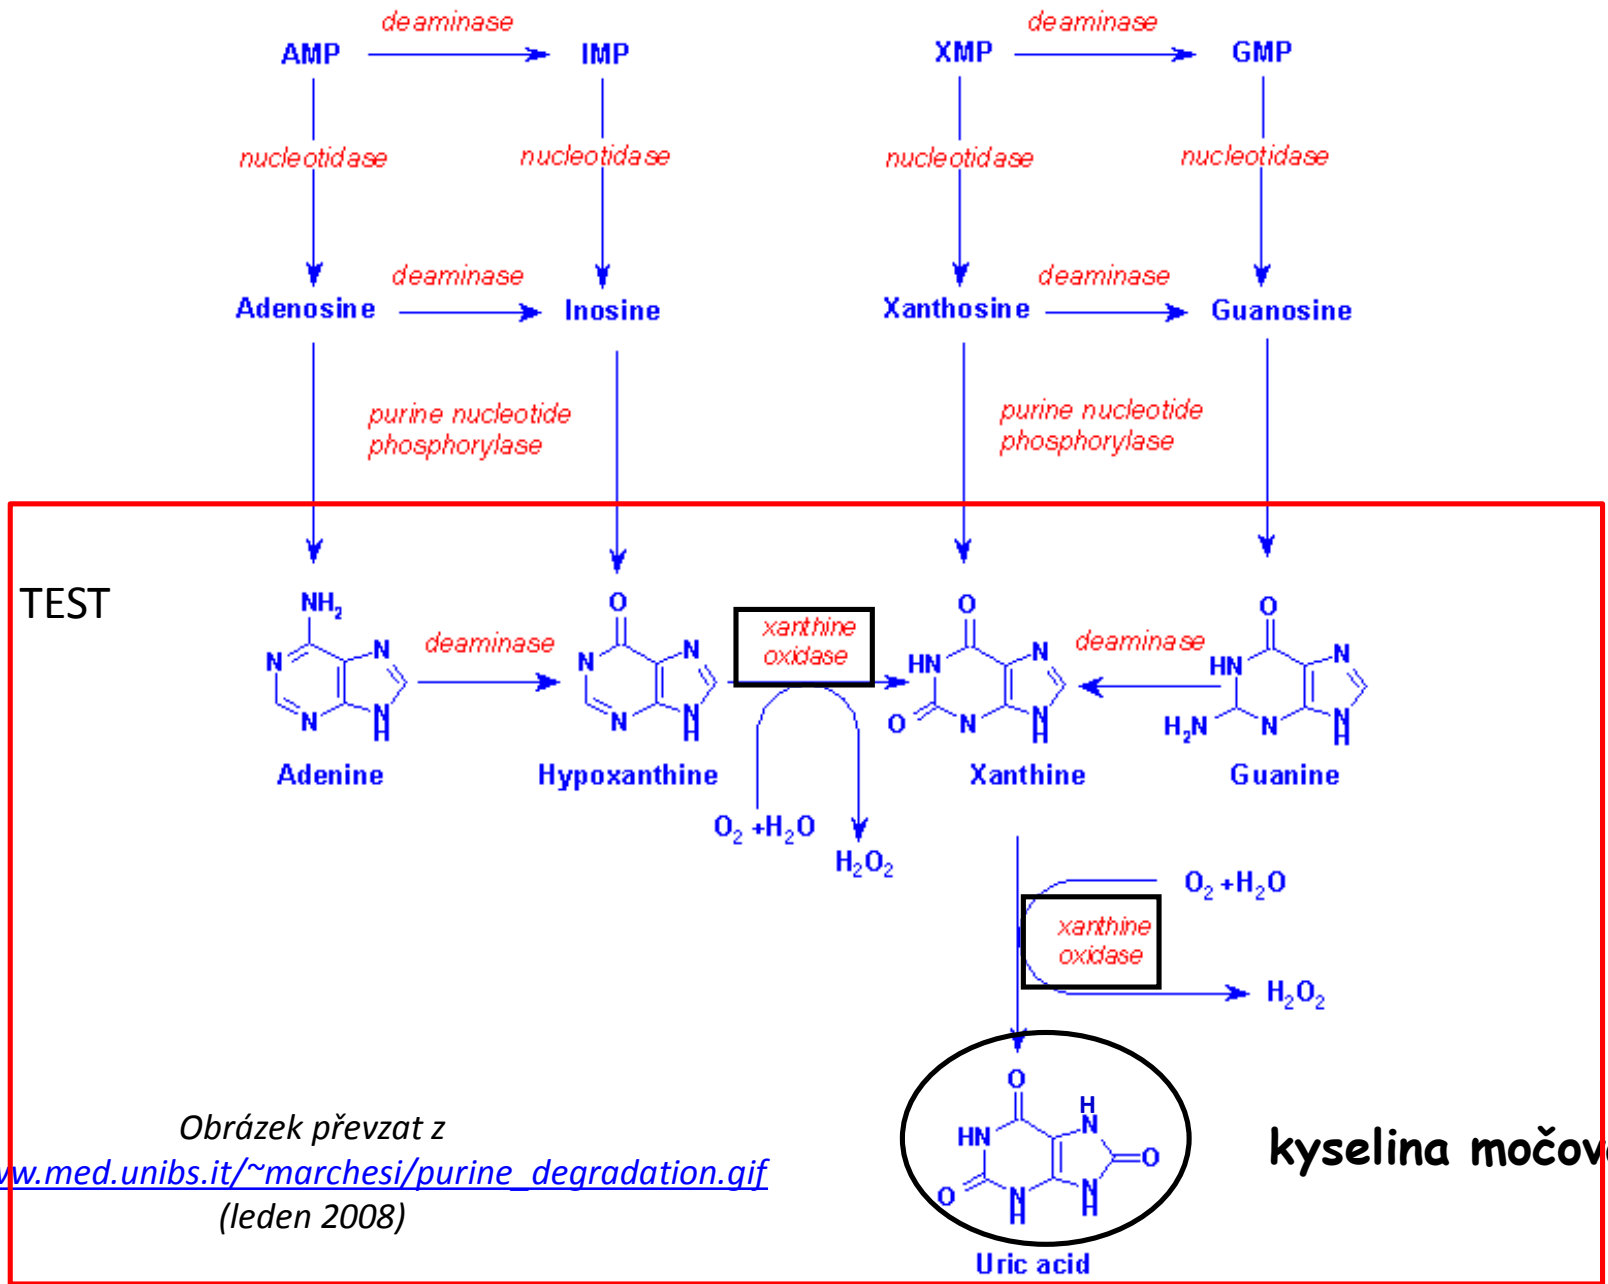 deaminase
deaminase
AMP
IMP
XMP
GMP
nucleotidase
nucleotidase
nucleotidase
nucleotidase
deaminase
deaminase
Adenosine
Inosine
Xanthosine
Guanosine
purine nucleotide
phosphorylase
purine nucleotide
phosphorylase
TEST
NH₂
N
N
N
N
H
deaminase
O
N
N
N
N
H
xanthine
oxidase
O
HN
N
O
N
N
H
deaminase
O
HN
N
H₂N
N
N
H
Adenine
Hypoxanthine
Xanthine
Guanine
O₂ +H₂O
H₂O₂
O₂ +H₂O
xanthine
oxidase
H₂O₂
O
H
HN
N
O
O
N
H
N
H
Uric acid
kyselina močov
Obrázek převzat z
w.med.unibs.it/~marchesi/purine_degradation.gif
(leden 2008)